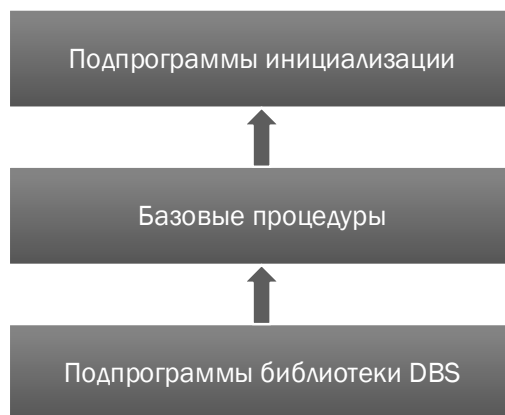 Подпрограммы инициализации
Базовые процедуры
Подпрограммы библиотеки DBS